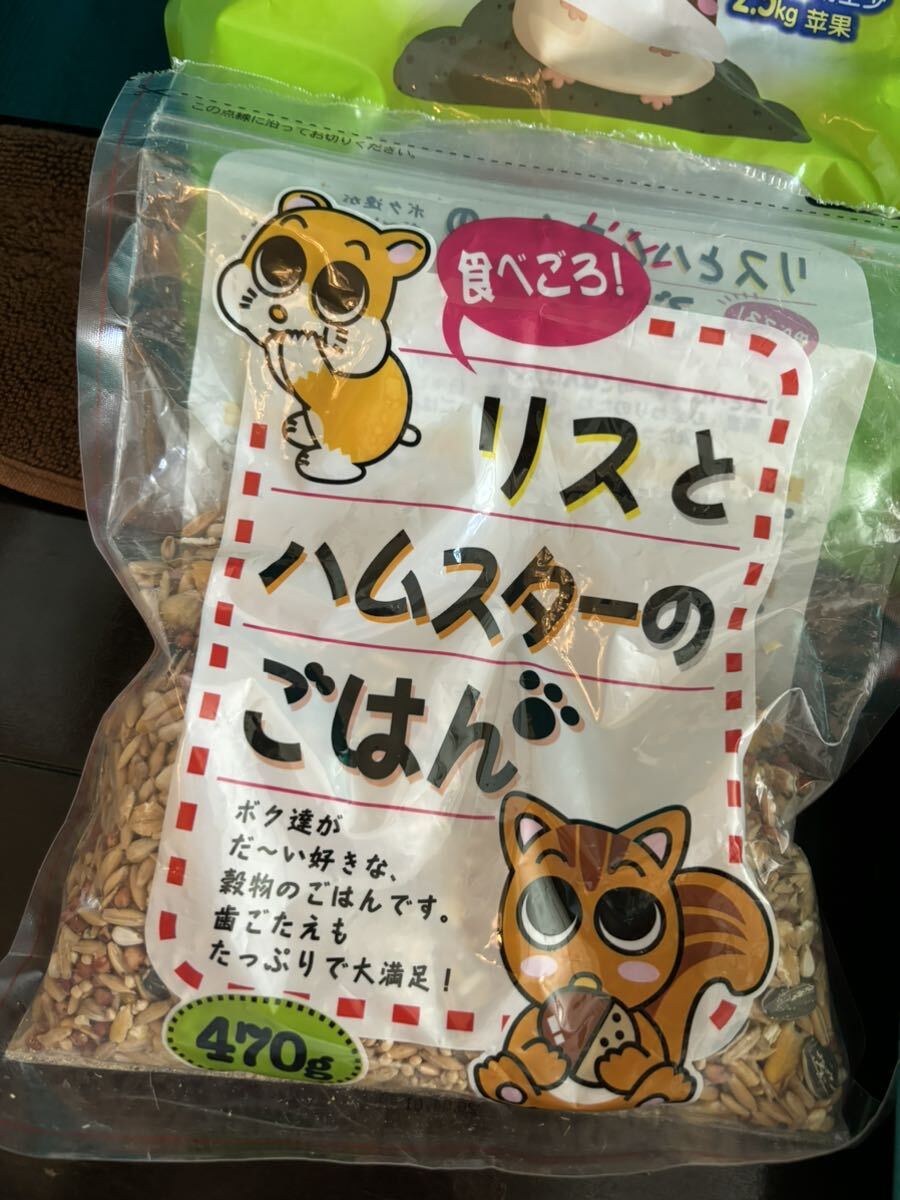 2.5kg 苹果
この点線に沿ってお切りください。
食べごろ!
リスと
ハムスターの
ごはん
ボク達が
だ〜い好きな、
穀物のごはんです。
歯ごたえも
たっぷりで大満足!
470g